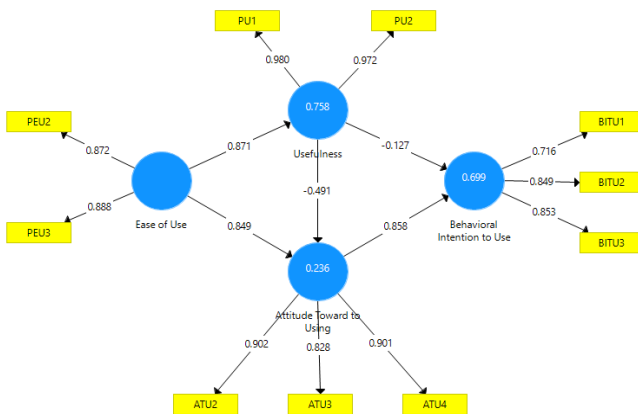 PU1
PU2
0.980
0.972
PEU2
0.758
BITU1
0.872
0.871
Usefulness
-0.127
0.716
0.699
0.849
BITU2
-0.491
0.888
0.853
PEU3
Ease of Use
0.849
0.858
Behavioral
Intention to Use
BITU3
0.236
Attitude Toward to
Using
0.902
0.828
0.901
ATU2
ATU3
ATU4